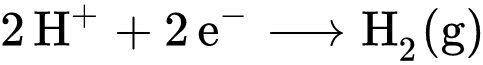 2 H⁺ + 2 e⁻ ⟶ H₂(g)